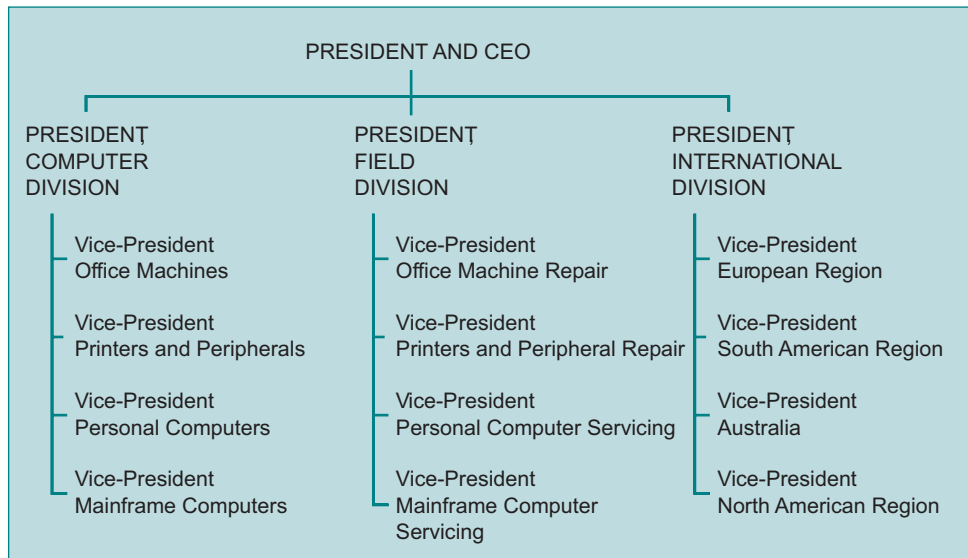 PRESIDENT AND CEO
PRESIDENT,
COMPUTER
DIVISION
Vice-President
Office Machines
Vice-President
Printers and Peripherals
Vice-President
Personal Computers
Vice-President
Mainframe Computers
PRESIDENT,
FIELD
DIVISION
Vice-President
Office Machine Repair
Vice-President
Printers and Peripheral Repair
Vice-President
Personal Computer Servicing
Vice-President
Mainframe Computer
Servicing
PRESIDENT,
INTERNATIONAL
DIVISION
Vice-President
European Region
Vice-President
South American Region
Vice-President
Australia
Vice-President
North American Region